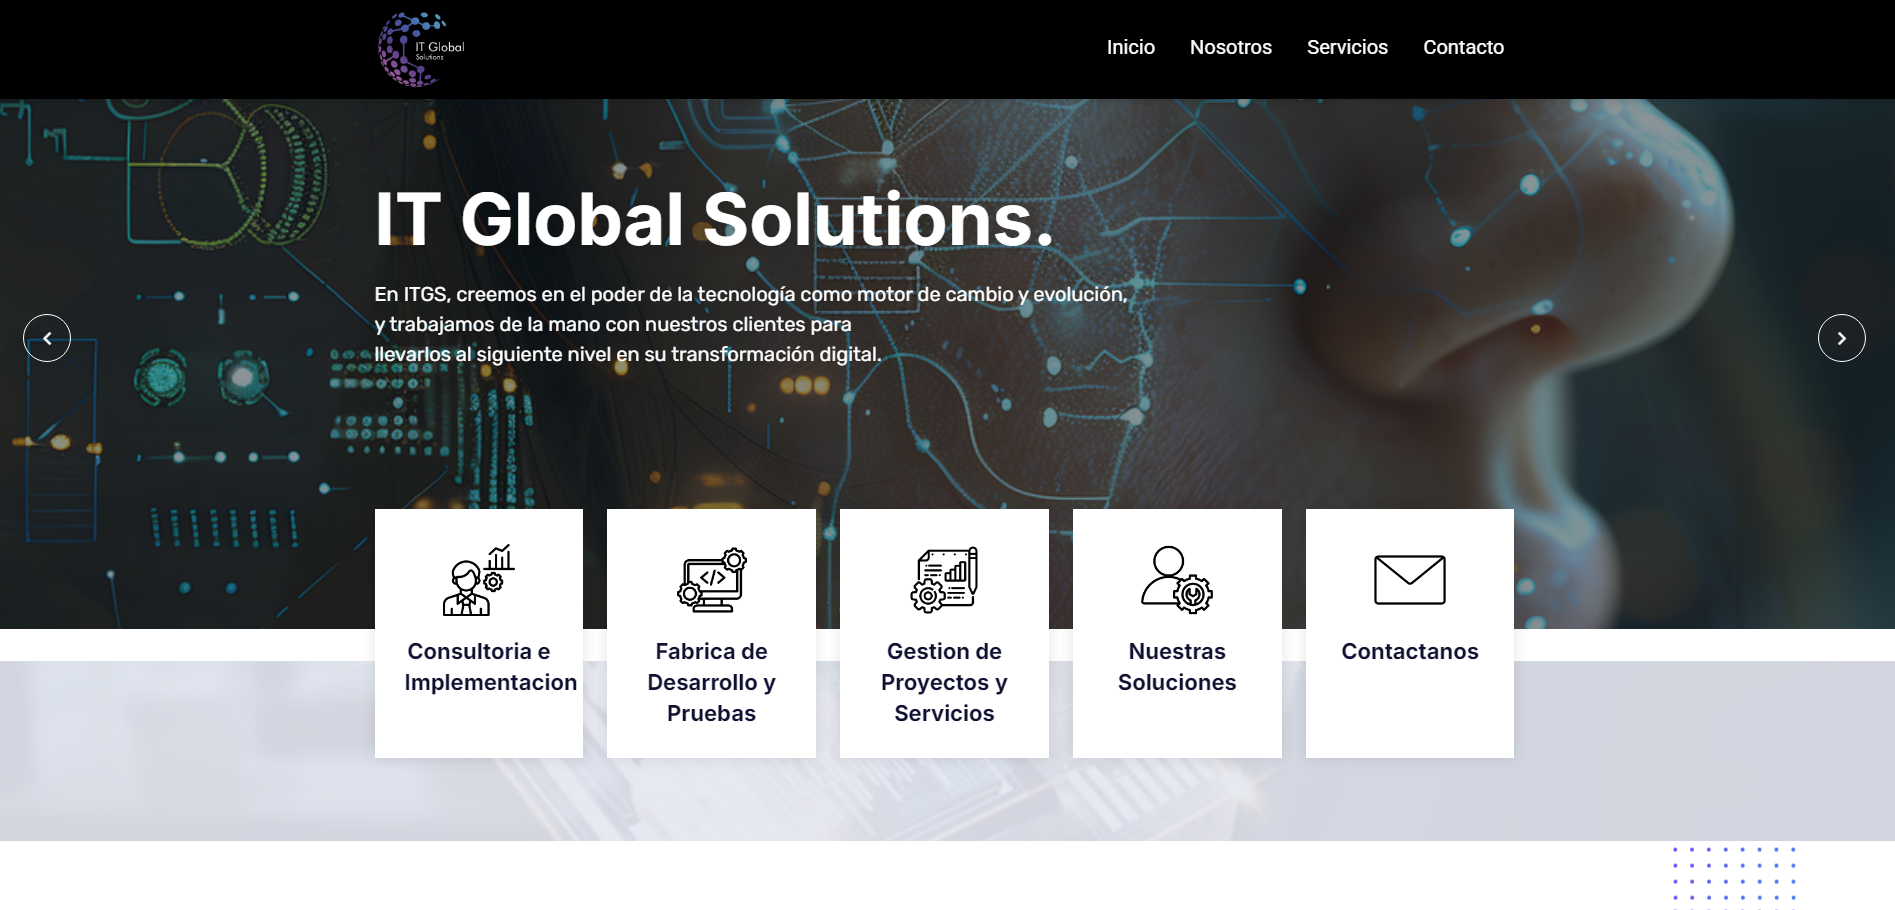 IT Global
Solutions
Inicio
Nosotros
Servicios
Contacto
IT Global Solutions.
En ITGS, creemos en el poder de la tecnología como motor de cambio y evolución,
y trabajamos de la mano con nuestros clientes para
llevarlos al siguiente nivel en su transformación digital.
Consultoria e
Implementacion
Fabrica de
Desarrollo y
Pruebas
Gestion de
Proyectos y
Servicios
Nuestras
Soluciones
Contactanos